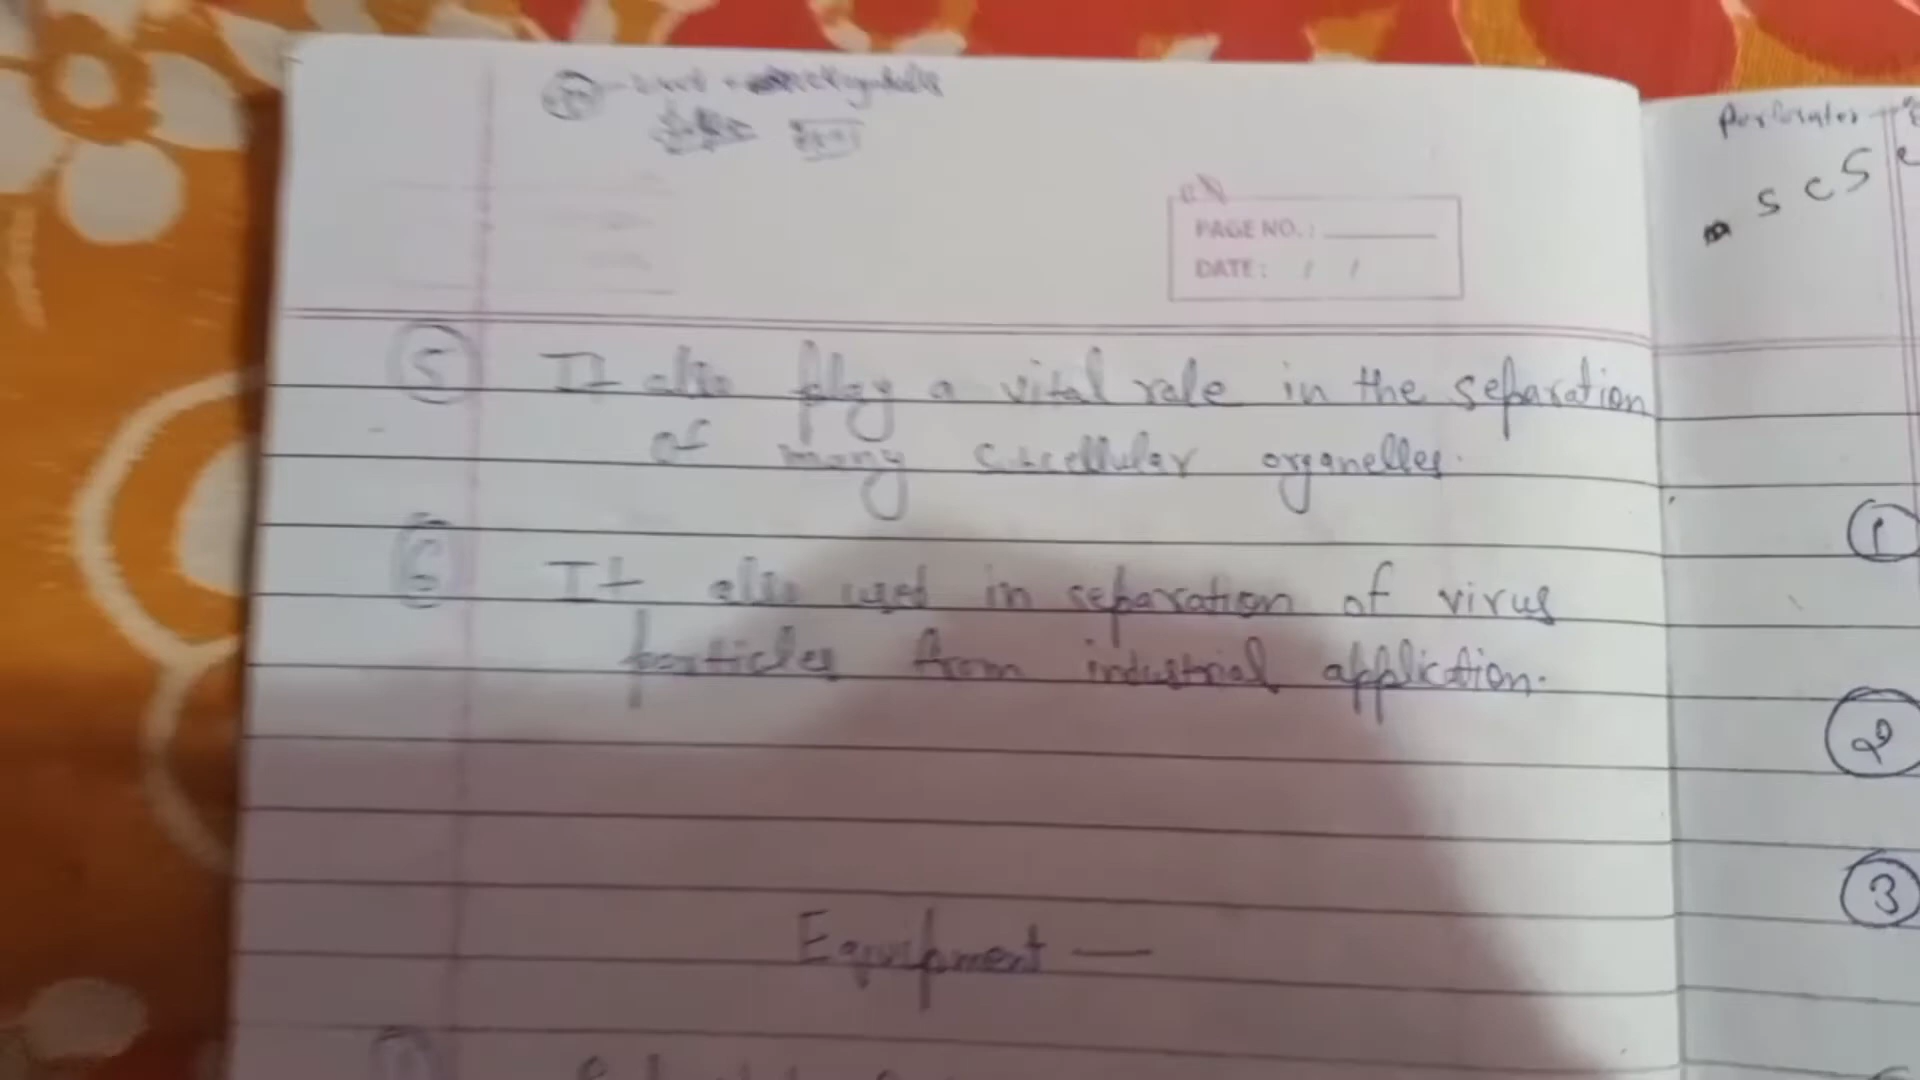 PAGE NO.:
DATE: / /
5 It also play a vital role in the separation
of many subcellular organelles.
6 It also used in separation of virus
particles from industrial application.
Equipment —
Perforates
S C S
1
2
3